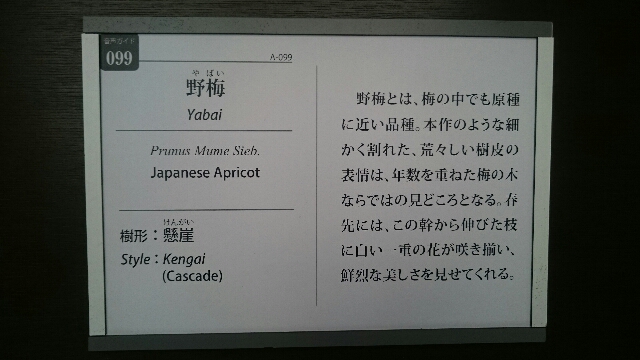 音声ガイド
099
A-099
やばい
野梅
Yabai
Prunus Mume Sieb.
Japanese Apricot
けんがい
樹形：懸崖
Style : Kengai
(Cascade)
野梅とは、梅の中でも原種
に近い品種。本作のような細
かく割れた、荒々しい樹皮の
表情は、年数を重ねた梅の木
ならではの見どころとなる。春
先には、この幹から伸びた枝
に白い一重の花が咲き揃い、
鮮烈な美しさを見せてくれる。